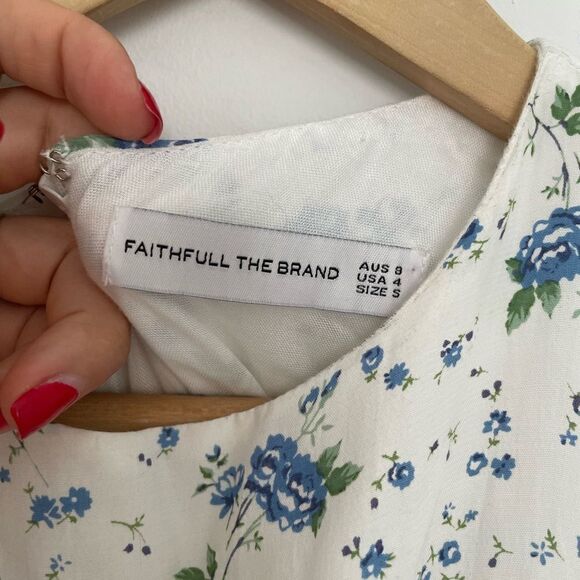 FAITHFULL THE BRAND
AUS 8
USA 4
SIZE S